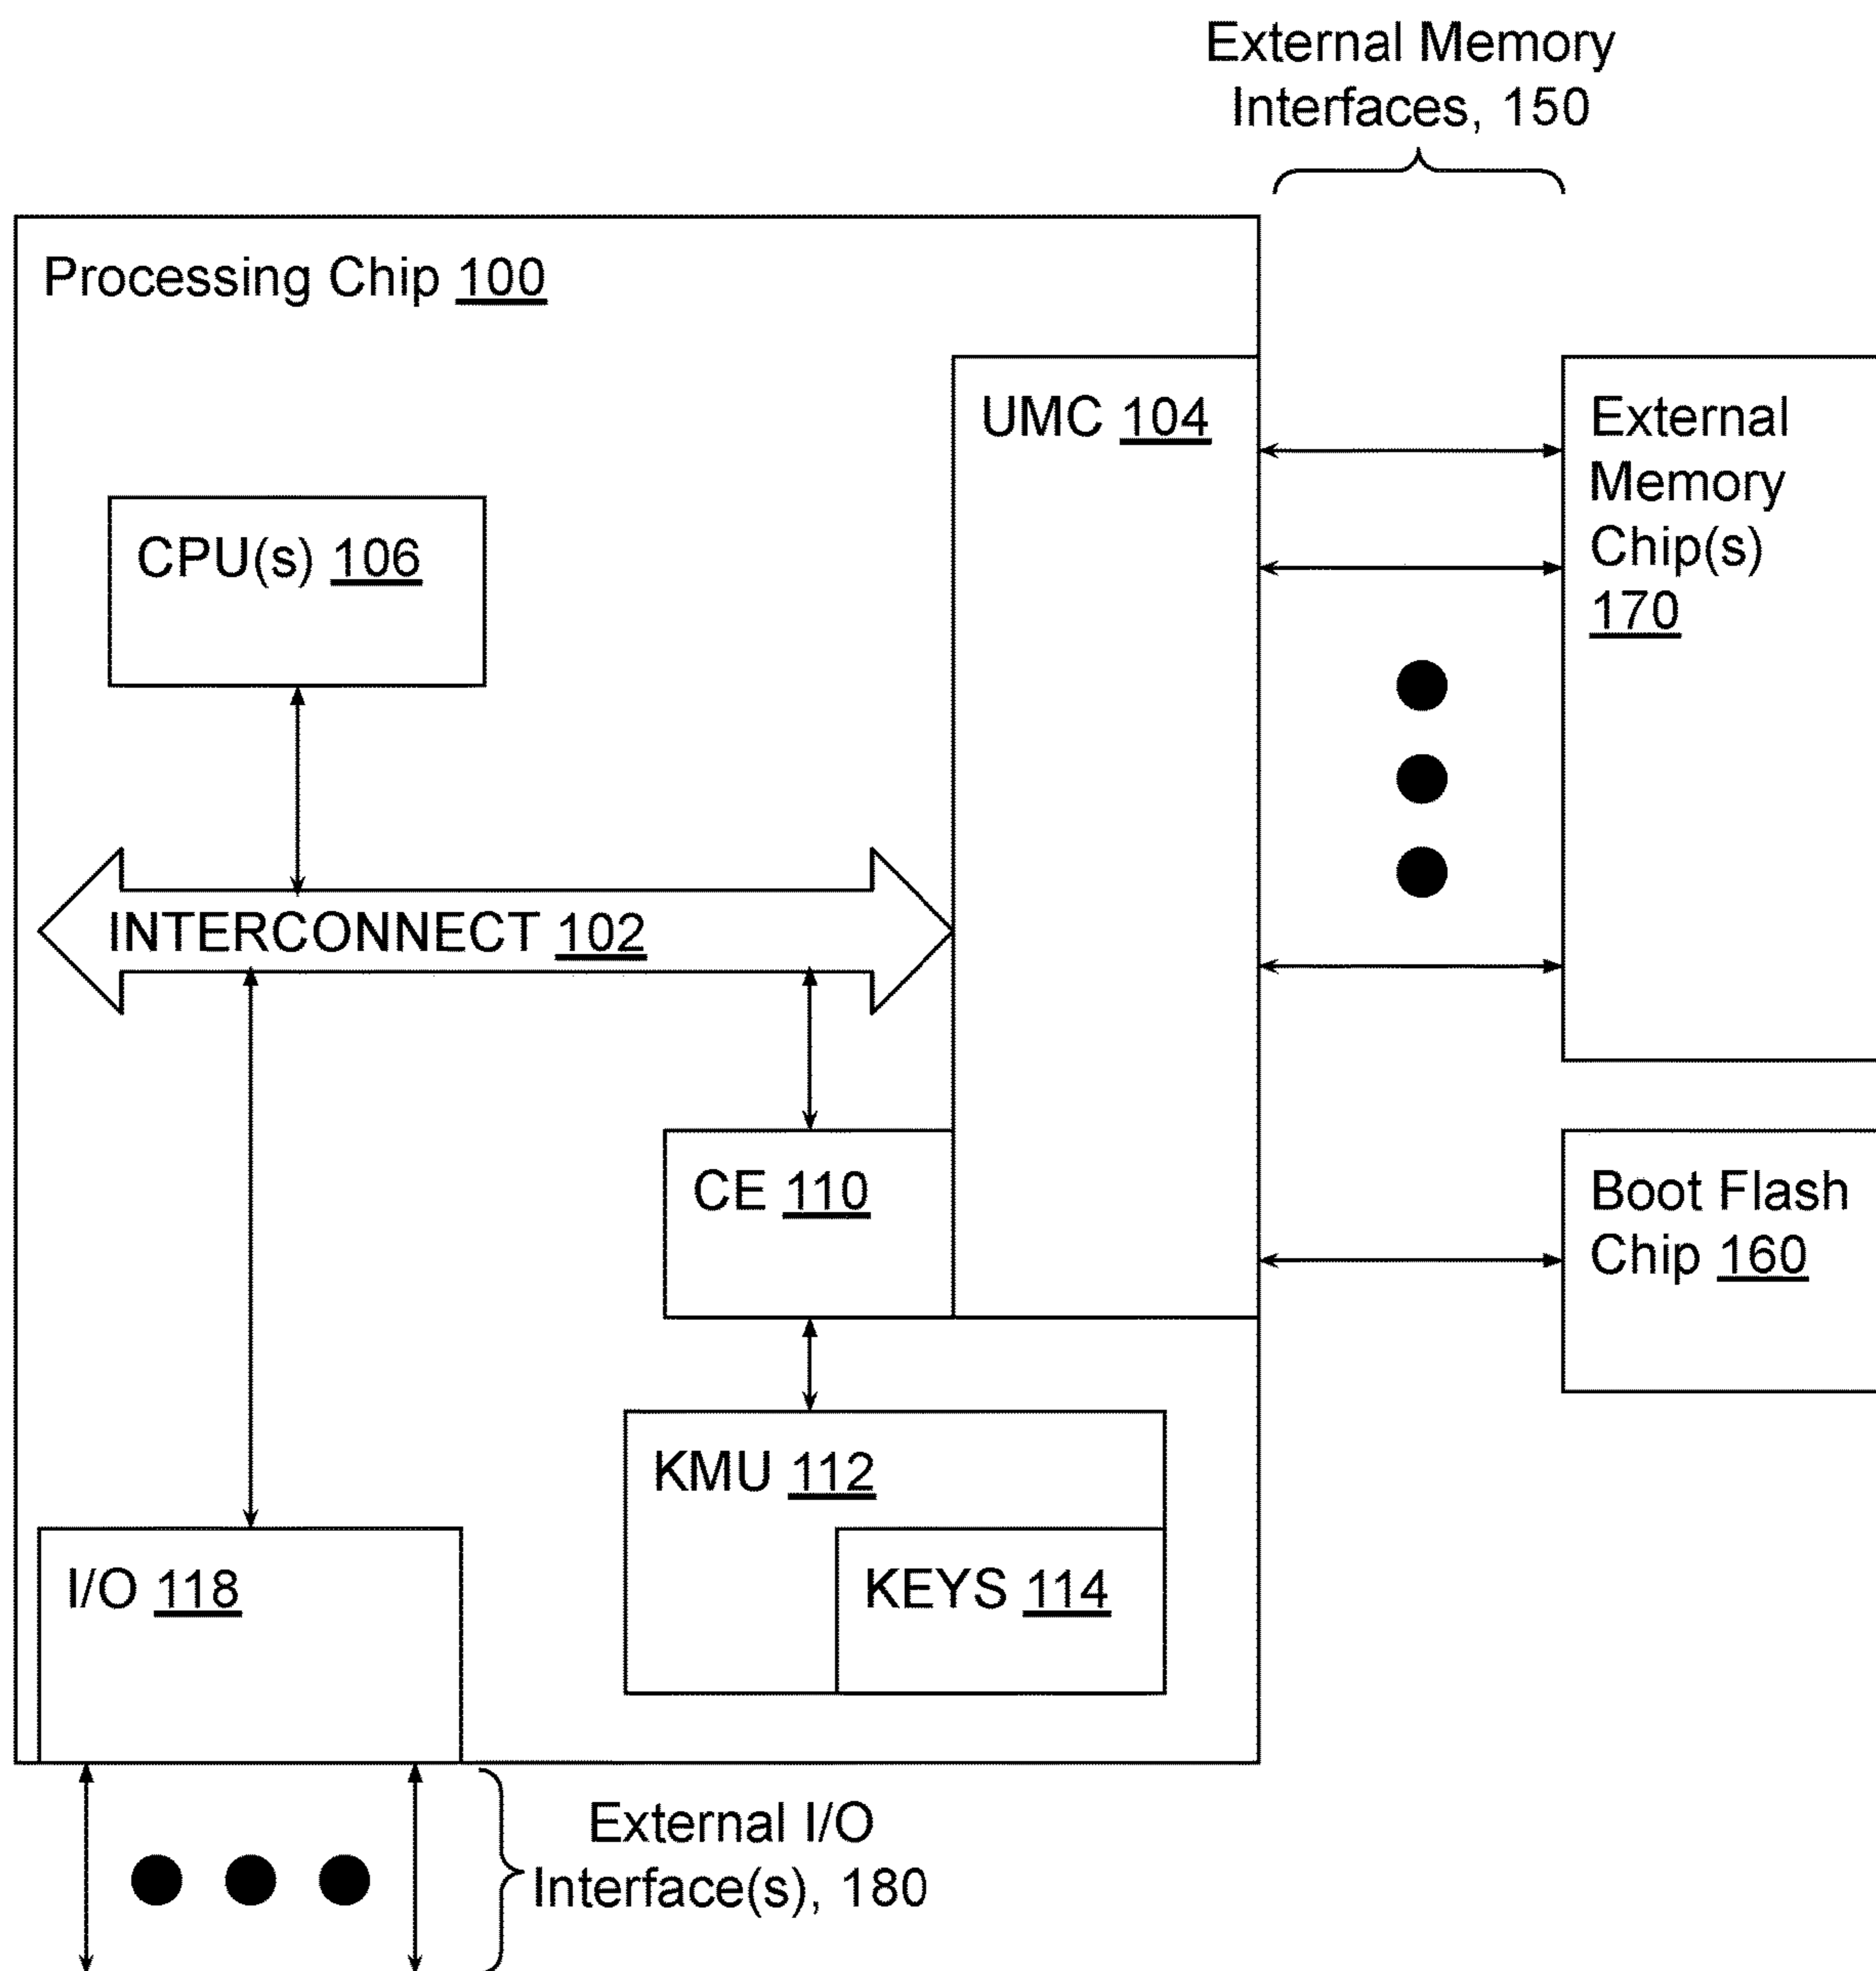 External Memory
Interfaces, 150
Processing Chip 100
UMC 104
External
Memory
Chip(s)
170
CPU(s) 106
INTERCONNECT 102
CE 110
Boot Flash
Chip 160
KMU 112
KEYS 114
I/O 118
External I/O
Interface(s), 180